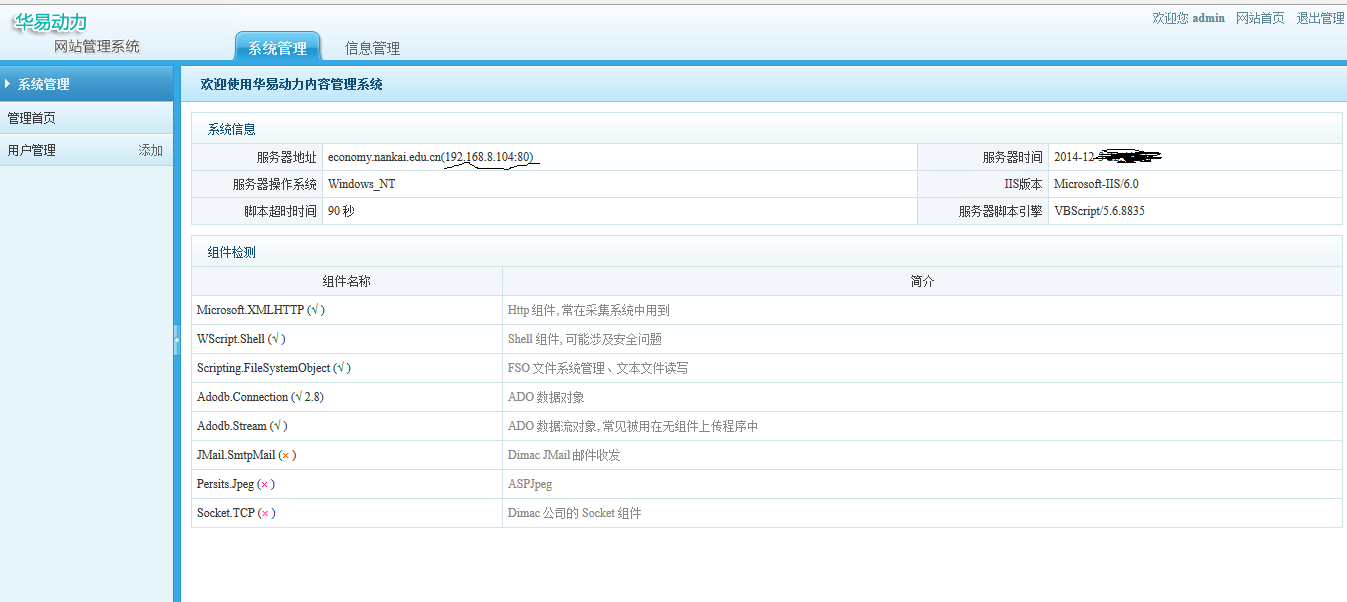 华易动力
网站管理系统
系统管理 信息管理
欢迎您 admin 网站首页 退出管理
系统管理
管理首页
用户管理 添加
欢迎使用华易动力内容管理系统
系统信息
服务器地址 economy.nankai.edu.cn(192.168.8.104:80) 服务器时间 2014-12-
服务器操作系统 Windows_NT IIS版本 Microsoft-IIS/6.0
脚本超时时间 90 秒 服务器脚本引擎 VBScript/5.6.8835
组件检测
组件名称 简介
Microsoft.XMLHTTP (√ ) Http 组件, 常在采集系统中用到
WScript.Shell (√ ) Shell 组件, 可能涉及安全问题
Scripting.FileSystemObject (√ ) FSO 文件系统管理、文本文件读写
Adodb.Connection (√ 2.8) ADO 数据对象
Adodb.Stream (√ ) ADO 数据流对象, 常见被用在无组件上传程序中
JMail.SmtpMail (× ) Dimac JMail 邮件收发
Persits.Jpeg (× ) ASPJpeg
Socket.TCP (× ) Dimac 公司的 Socket 组件